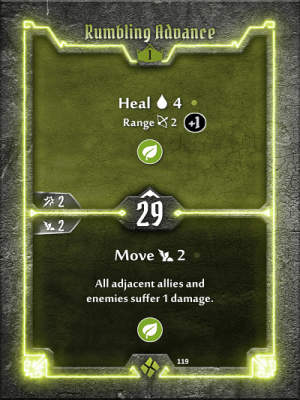 Rumbling Advance
1
Heal 4
Range 2 +1
2
29
2
Move 2
All adjacent allies and
enemies suffer 1 damage.
119